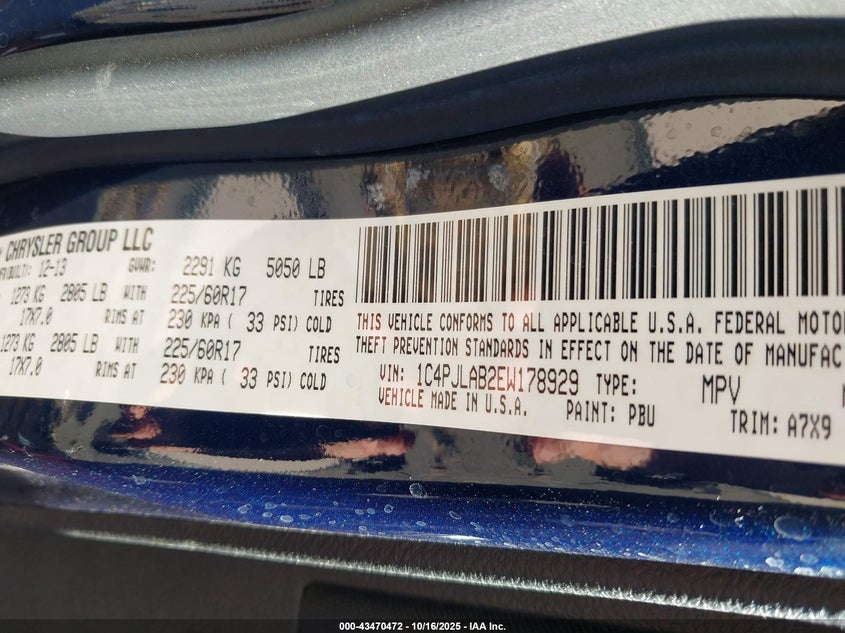 CHRYSLER GROUP LLC
12-13 GVWR: 2291 KG 5050 LB
1273 KG 2805 LB WITH 225/60R17 TIRES
17X7.0 RIMS AT 230 KPA ( 33 PSI) COLD
1273 KG 2805 LB WITH 225/60R17 TIRES
17X7.0 RIMS AT 230 KPA ( 33 PSI) COLD
THIS VEHICLE CONFORMS TO ALL APPLICABLE U.S.A. FEDERAL MOTO
THEFT PREVENTION STANDARDS IN EFFECT ON THE DATE OF MANUFAC
VIN: 1C4PJLAB2EW178929 TYPE: MPV
VEHICLE MADE IN U.S.A. PAINT: PBU TRIM: A7X9
000-43470472 - 10/16/2025 - IAA Inc.